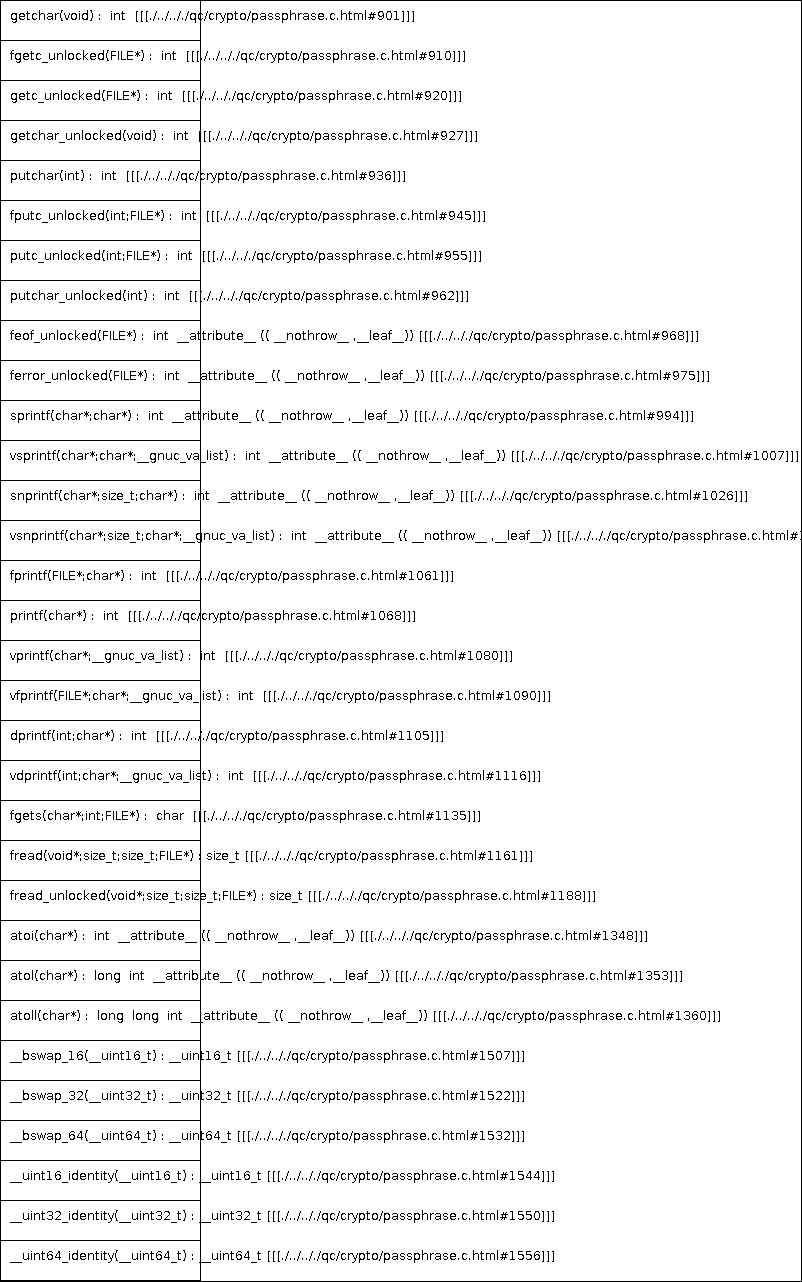 getchar(void) : int [[[./../.././qc/crypto/passphrase.c.html#901]]]
fgetc_unlocked(FILE*) : int [[[./../.././qc/crypto/passphrase.c.html#910]]]
getc_unlocked(FILE*) : int [[[./../.././qc/crypto/passphrase.c.html#920]]]
getchar_unlocked(void) : int [[[./../.././qc/crypto/passphrase.c.html#927]]]
putchar(int) : int [[[./../.././qc/crypto/passphrase.c.html#936]]]
fputc_unlocked(int;FILE*) : int [[[./../.././qc/crypto/passphrase.c.html#945]]]
putc_unlocked(int;FILE*) : int [[[./../.././qc/crypto/passphrase.c.html#955]]]
putchar_unlocked(int) : int [[[./../.././qc/crypto/passphrase.c.html#962]]]
feof_unlocked(FILE*) : int __attribute__ (( __nothrow__ ,__leaf__)) [[[./../.././qc/crypto/passphrase.c.html#968]]]
ferror_unlocked(FILE*) : int __attribute__ (( __nothrow__ ,__leaf__)) [[[./../.././qc/crypto/passphrase.c.html#975]]]
sprintf(char*;char*) : int __attribute__ (( __nothrow__ ,__leaf__)) [[[./../.././qc/crypto/passphrase.c.html#994]]]
vsprintf(char*;char*;__gnuc_va_list) : int __attribute__ (( __nothrow__ ,__leaf__)) [[[./../.././qc/crypto/passphrase.c.html#1007]]]
snprintf(char*;size_t;char*) : int __attribute__ (( __nothrow__ ,__leaf__)) [[[./../.././qc/crypto/passphrase.c.html#1026]]]
vsnprintf(char*;size_t;char*;__gnuc_va_list) : int __attribute__ (( __nothrow__ ,__leaf__)) [[[./../.././qc/crypto/passphrase.c.html#
fprintf(FILE*;char*) : int [[[./../.././qc/crypto/passphrase.c.html#1061]]]
printf(char*) : int [[[./../.././qc/crypto/passphrase.c.html#1068]]]
vprintf(char*;__gnuc_va_list) : int [[[./../.././qc/crypto/passphrase.c.html#1080]]]
vfprintf(FILE*;char*;__gnuc_va_list) : int [[[./../.././qc/crypto/passphrase.c.html#1090]]]
dprintf(int;char*) : int [[[./../.././qc/crypto/passphrase.c.html#1105]]]
vdprintf(int;char*;__gnuc_va_list) : int [[[./../.././qc/crypto/passphrase.c.html#1116]]]
fgets(char*;int;FILE*) : char [[[./../.././qc/crypto/passphrase.c.html#1135]]]
fread(void*;size_t;size_t;FILE*) : size_t [[[./../.././qc/crypto/passphrase.c.html#1161]]]
fread_unlocked(void*;size_t;size_t;FILE*) : size_t [[[./../.././qc/crypto/passphrase.c.html#1188]]]
atoi(char*) : int __attribute__ (( __nothrow__ ,__leaf__)) [[[./../.././qc/crypto/passphrase.c.html#1348]]]
atol(char*) : long int __attribute__ (( __nothrow__ ,__leaf__)) [[[./../.././qc/crypto/passphrase.c.html#1353]]]
atoll(char*) : long long int __attribute__ (( __nothrow__ ,__leaf__)) [[[./../.././qc/crypto/passphrase.c.html#1360]]]
__bswap_16(__uint16_t) : __uint16_t [[[./../.././qc/crypto/passphrase.c.html#1507]]]
__bswap_32(__uint32_t) : __uint32_t [[[./../.././qc/crypto/passphrase.c.html#1522]]]
__bswap_64(__uint64_t) : __uint64_t [[[./../.././qc/crypto/passphrase.c.html#1532]]]
__uint16_identity(__uint16_t) : __uint16_t [[[./../.././qc/crypto/passphrase.c.html#1544]]]
__uint32_identity(__uint32_t) : __uint32_t [[[./../.././qc/crypto/passphrase.c.html#1550]]]
__uint64_identity(__uint64_t) : __uint64_t [[[./../.././qc/crypto/passphrase.c.html#1556]]]